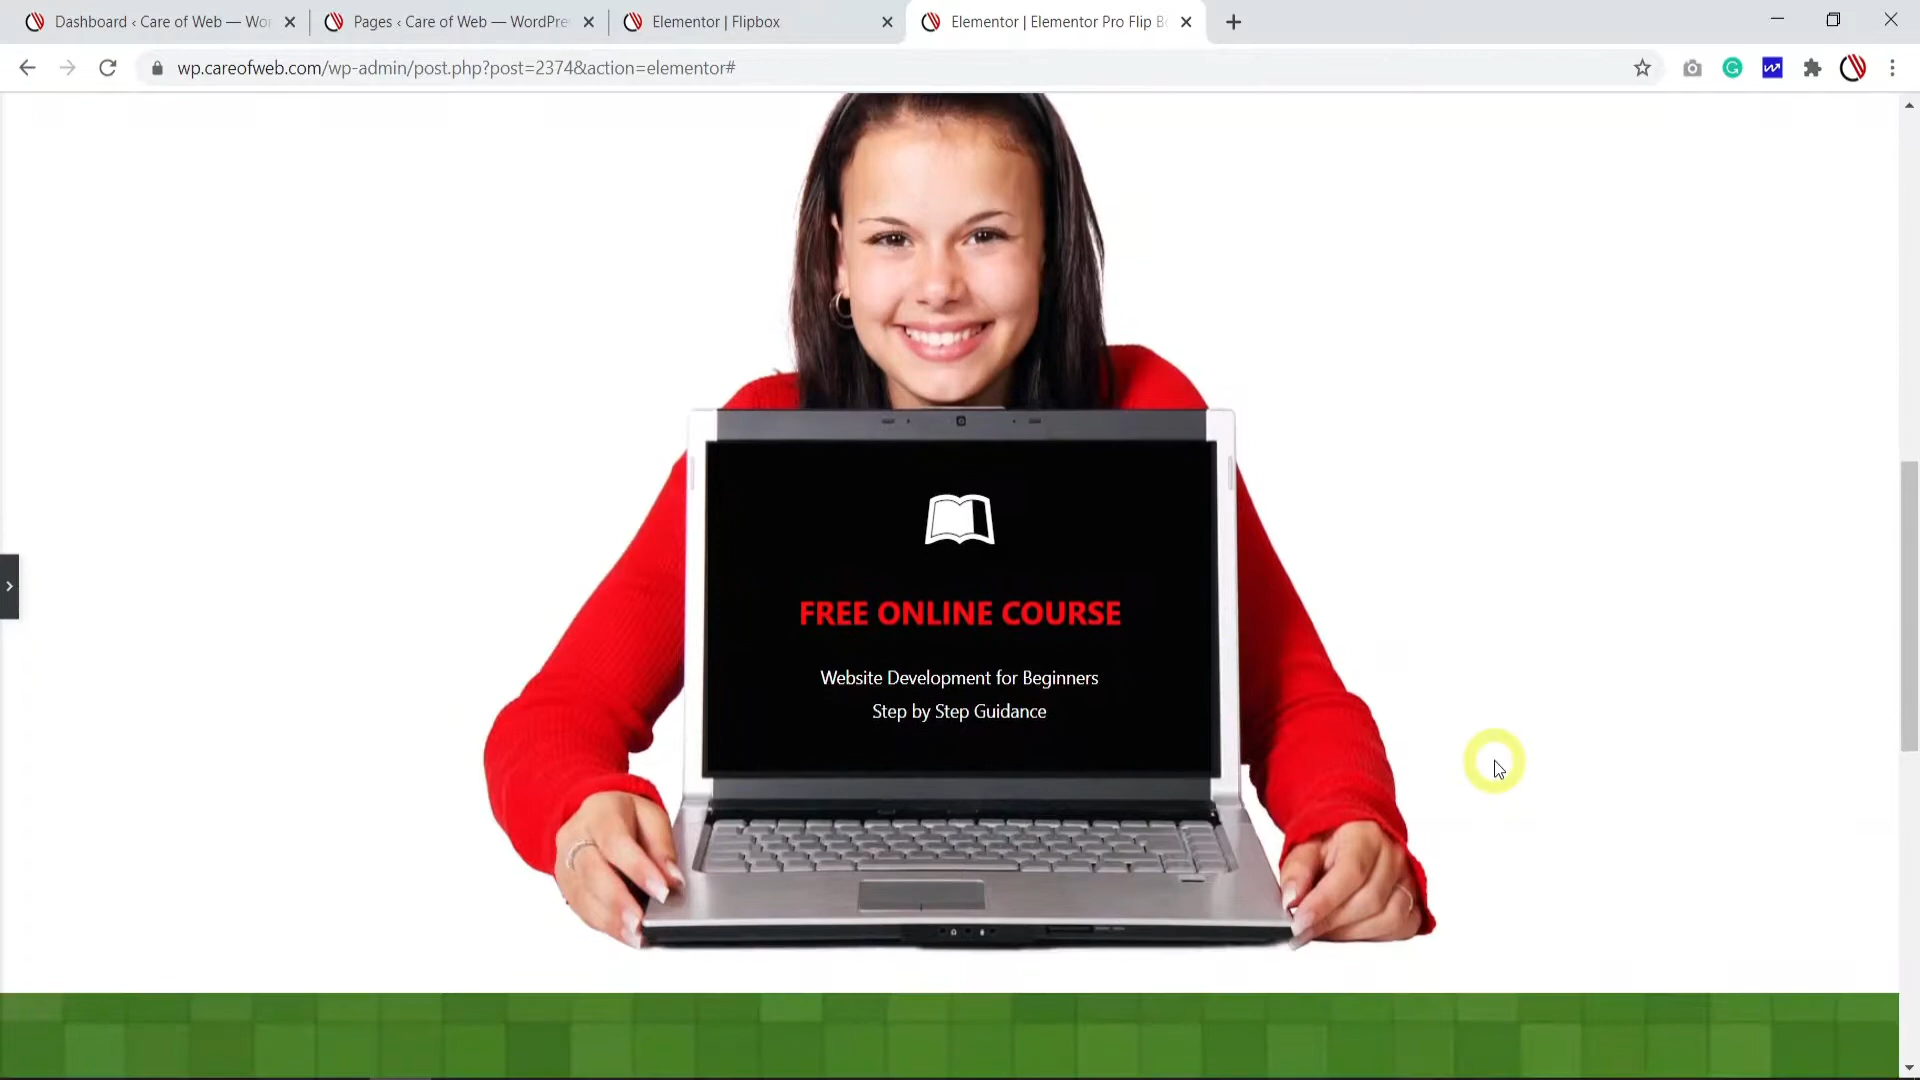 Dashboard ‹ Care of Web — Wor
Pages ‹ Care of Web — WordPre
Elementor | Flipbox
Elementor | Elementor Pro Flip B
wp.careofweb.com/wp-admin/post.php?post=2374&action=elementor#
FREE ONLINE COURSE
Website Development for Beginners
Step by Step Guidance